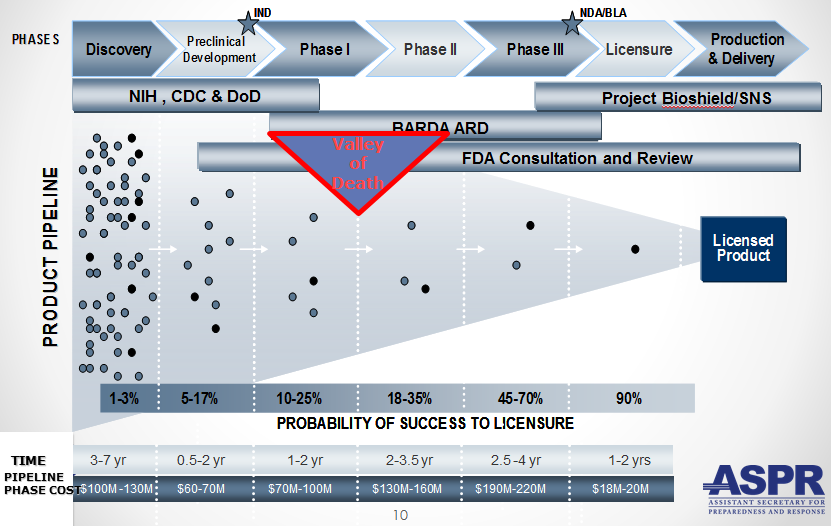 IND
NDA/BLA
PHASES
Discovery
Preclinical
Development
Phase I
Phase II
Phase III
Licensure
Production
& Delivery
NIH , CDC & DoD
Project Bioshield/SNS
BARDA ARD
Valley
of
Death
FDA Consultation and Review
PRODUCT PIPELINE
Licensed
Product
1-3% 5-17% 10-25% 18-35% 45-70% 90%
PROBABILITY OF SUCCESS TO LICENSURE
TIME 3-7 yr 0.5-2 yr 1-2 yr 2-3.5 yr 2.5 -4 yr 1-2 yrs
PIPELINE
PHASE COST $100M -130M $60-70M $70M-100M $130M-160M $190M-220M $18M-20M
10
ASPR
ASSISTANT SECRETARY FOR
PREPAREDNESS AND RESPONSE